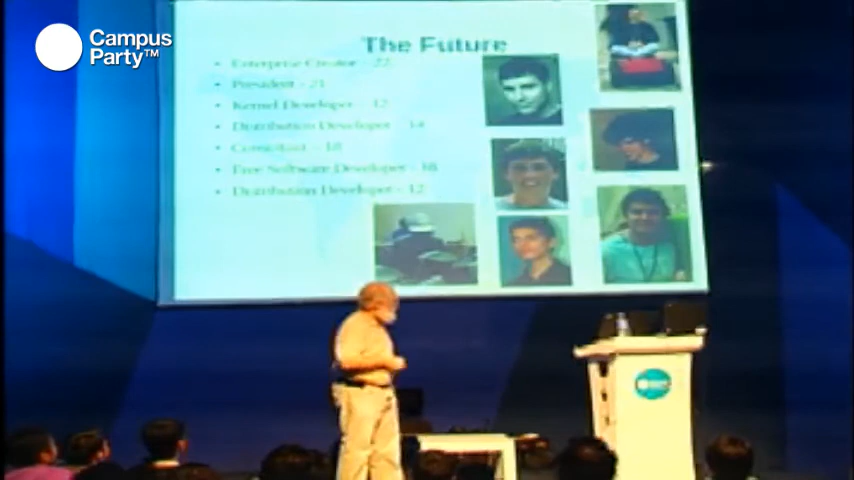 Campus
Party™
The Future
• Enterprise Creator - 22
• President - 21
• Kernel Developer - 12
• Distribution Developer - 14
• Consultant - 18
• Free Software Developer - 16
• Distribution Developer - 12